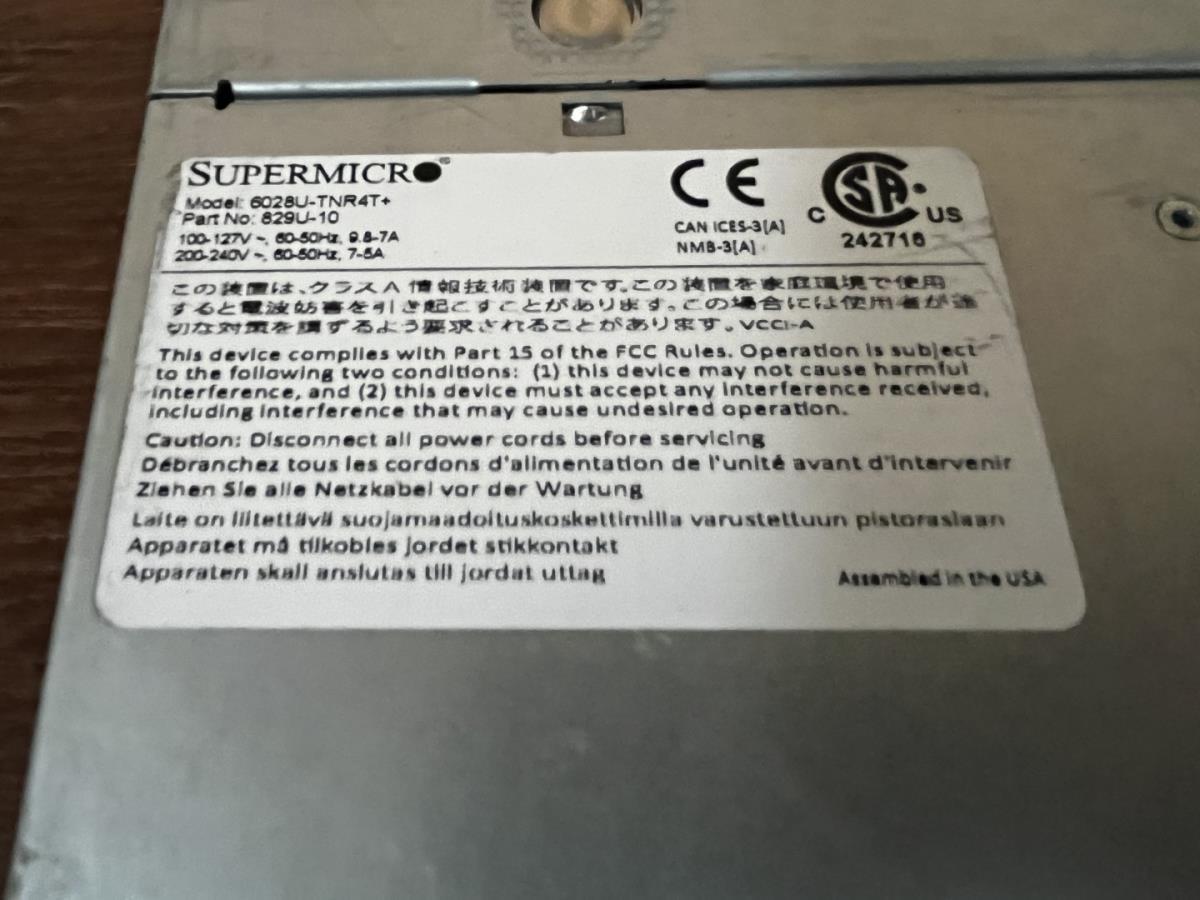 SUPERMICRO®
Model: 6028U-TNR4T+
Part No: 829U-10
100-127V ~, 60-50Hz, 9.8-7A
200-240V ~, 60-50Hz, 7-5A
CE
CAN ICES-3(A)
NMB-3(A)
C SA US
242716
この装置は、クラスA 情報技術装置です。この装置を家庭環境で使用
すると電波妨害を引き起こすことがあります。この場合には使用者が適
切な対策を講ずるよう要求されることがあります。VCCI-A
This device complies with Part 15 of the FCC Rules. Operation is subject
to the following two conditions: (1) this device may not cause harmful
interference, and (2) this device must accept any interference received,
including interference that may cause undesired operation.
Caution: Disconnect all power cords before servicing
Débranchez tous les cordons d'alimentation de l'unité avant d'intervenir
Ziehen Sie alle Netzkabel vor der Wartung
Laite on liitettävä suojamaadoituskoskettimilla varustettuun pistorasiaan
Apparatet må tilkobles jordet stikkontakt
Apparaten skall anslutas till jordat uttag
Assembled in the USA